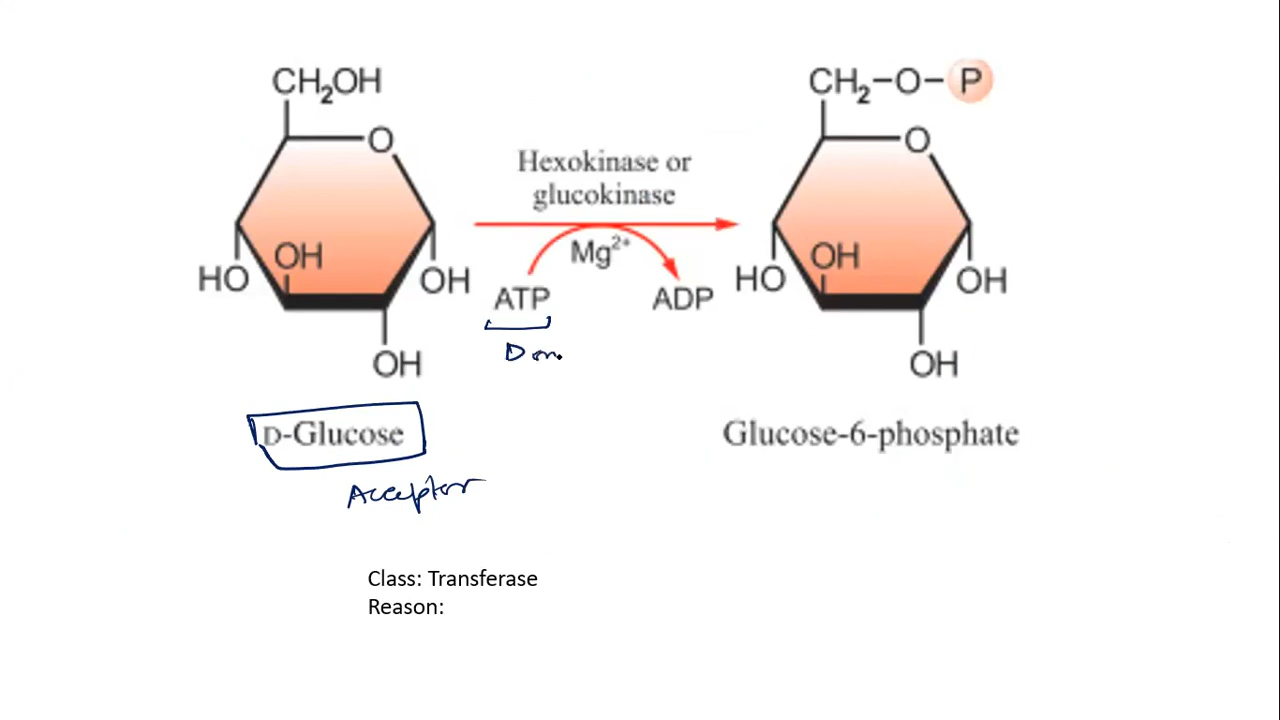 CH2OH
O
OH
HO
OH
OH
D-Glucose
Acceptor
Hexokinase or
glucokinase
Mg2+
ATP
ADP
Don
CH2-O-P
O
OH
HO
OH
OH
Glucose-6-phosphate
Class: Transferase
Reason: